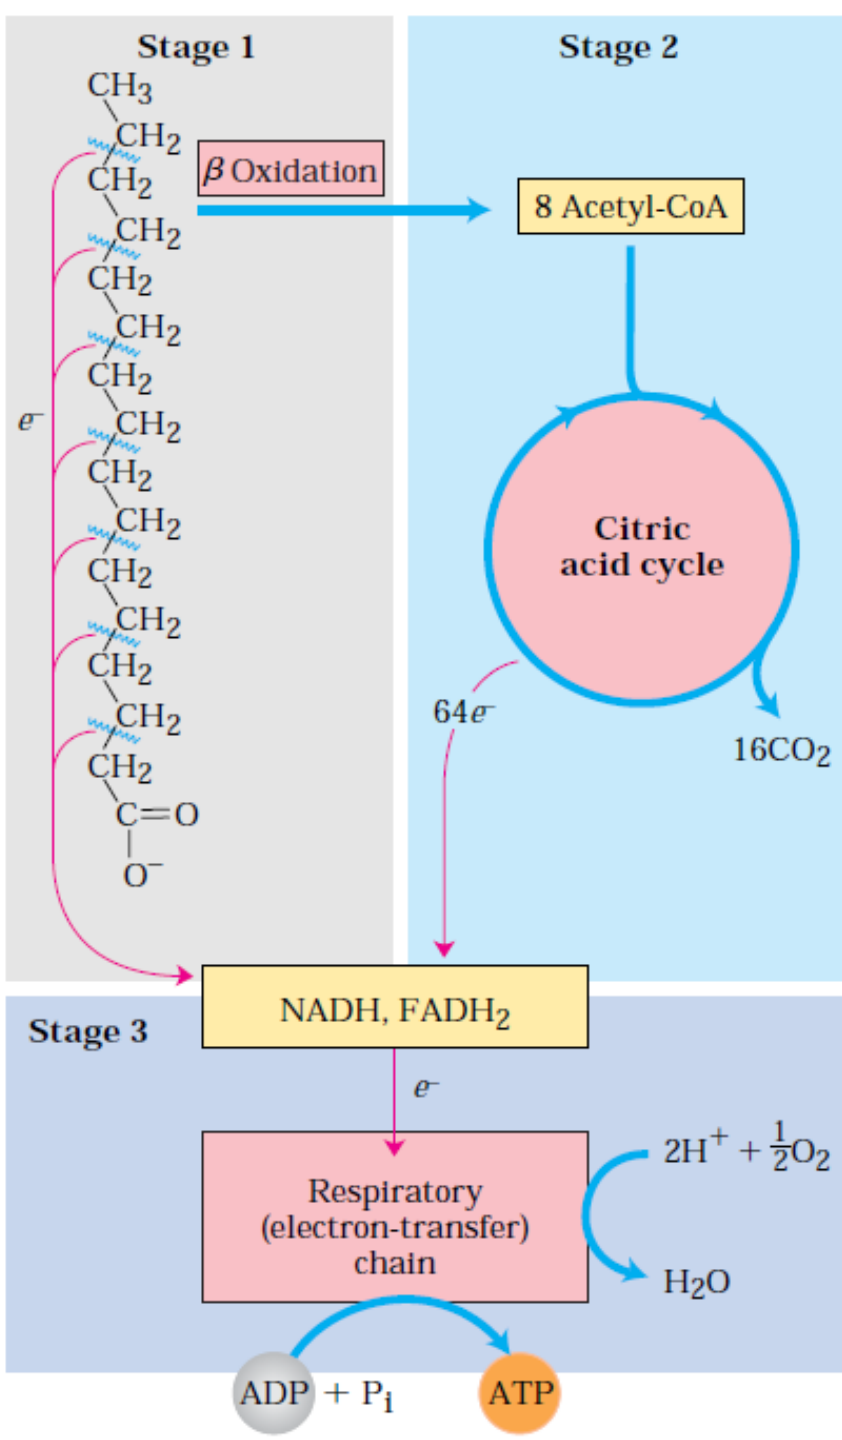 Stage 1
CH3
CH2
CH2
CH2
CH2
CH2
CH2
CH2
CH2
CH2
CH2
CH2
CH2
CH2
CH2
C=O
O−
e−
β Oxidation
Stage 2
8 Acetyl-CoA
Citric
acid cycle
64e−
16CO2
NADH, FADH2
Stage 3
e−
Respiratory
(electron-transfer)
chain
2H+ + 1/2O2
H2O
ADP + Pi
ATP